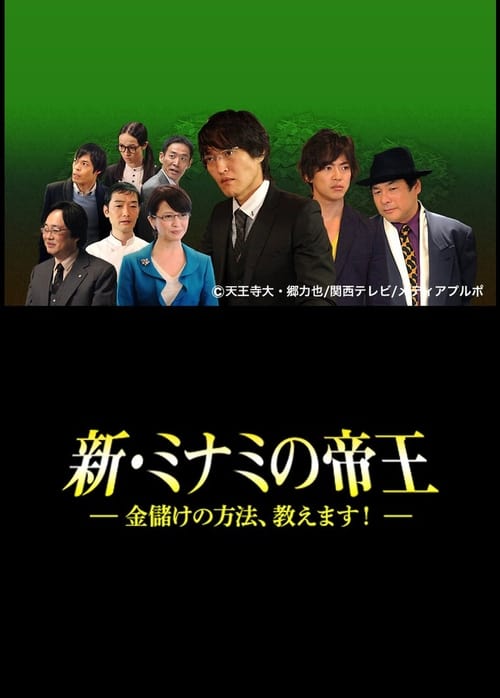 ©天王寺大・郷力也/関西テレビ/メディアプルポ
新・ミナミの帝王
― 金儲けの方法、教えます! ―